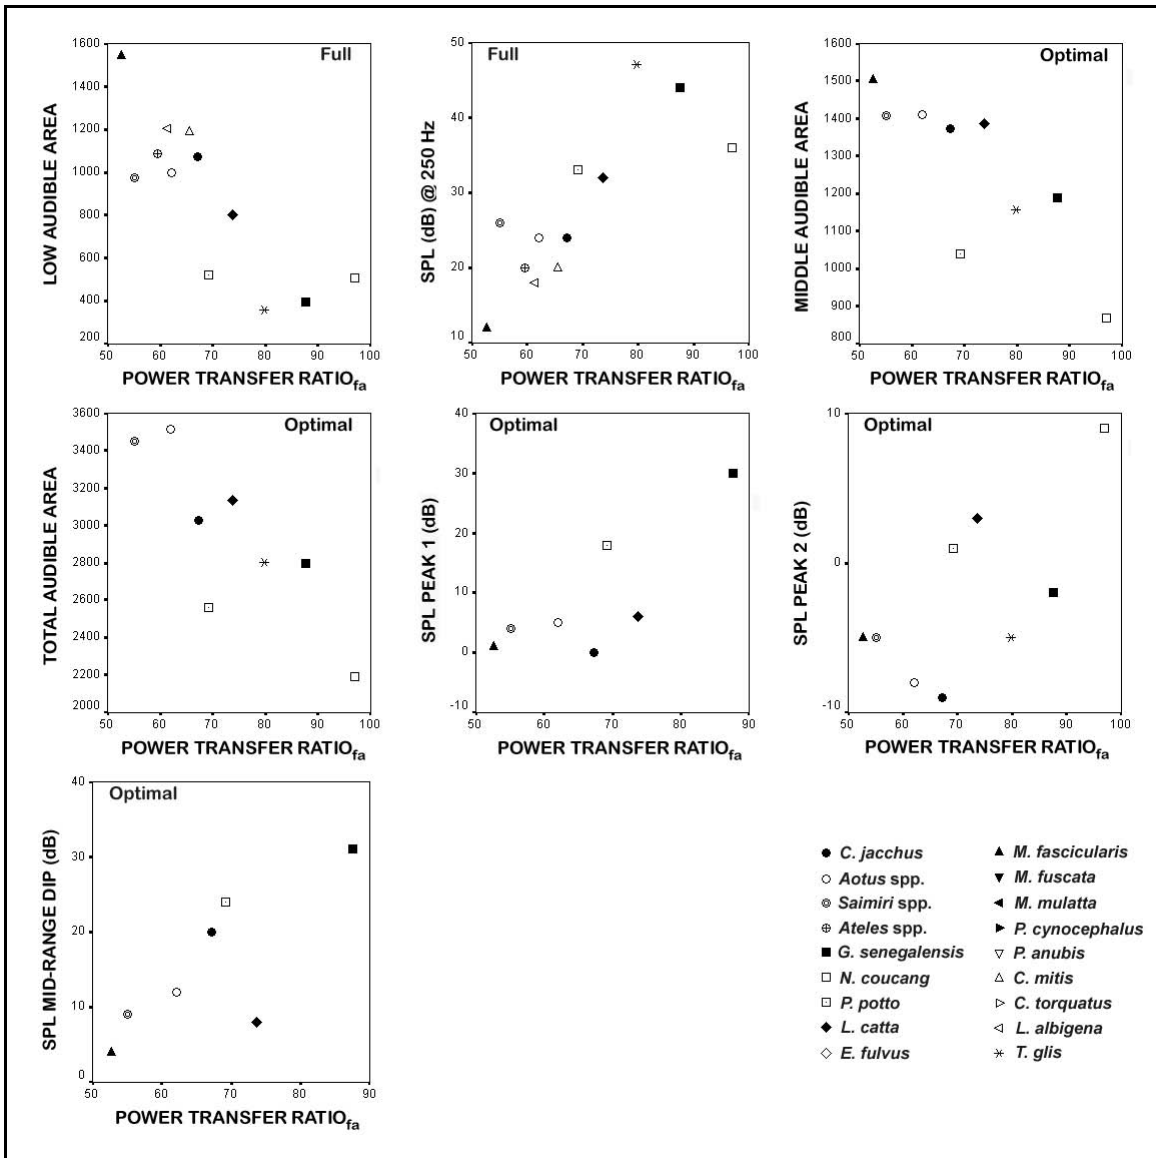 Full
LOW AUDIBLE AREA
1600
1400
1200
1000
800
600
400
200
50 60 70 80 90 100
POWER TRANSFER RATIOfa
Full
SPL (dB) @ 250 Hz
50
40
30
20
10
50 60 70 80 90 100
POWER TRANSFER RATIOfa
Optimal
MIDDLE AUDIBLE AREA
1600
1500
1400
1300
1200
1100
1000
900
800
50 60 70 80 90 100
POWER TRANSFER RATIOfa
Optimal
TOTAL AUDIBLE AREA
3600
3400
3200
3000
2800
2600
2400
2200
2000
50 60 70 80 90 100
POWER TRANSFER RATIOfa
Optimal
SPL PEAK 1 (dB)
40
30
20
10
0
-10
50 60 70 80 90
POWER TRANSFER RATIOfa
Optimal
SPL PEAK 2 (dB)
10
0
-10
50 60 70 80 90 100
POWER TRANSFER RATIOfa
Optimal
SPL MID-RANGE DIP (dB)
40
30
20
10
0
50 60 70 80 90
POWER TRANSFER RATIOfa
C. jacchus
Aotus spp.
Saimiri spp.
Ateles spp.
G. senegalensis
N. coucang
P. potto
L. catta
E. fulvus
M. fascicularis
M. fuscata
M. mulatta
P. cynocephalus
P. anubis
C. mitis
C. torquatus
L. albigena
T. glis